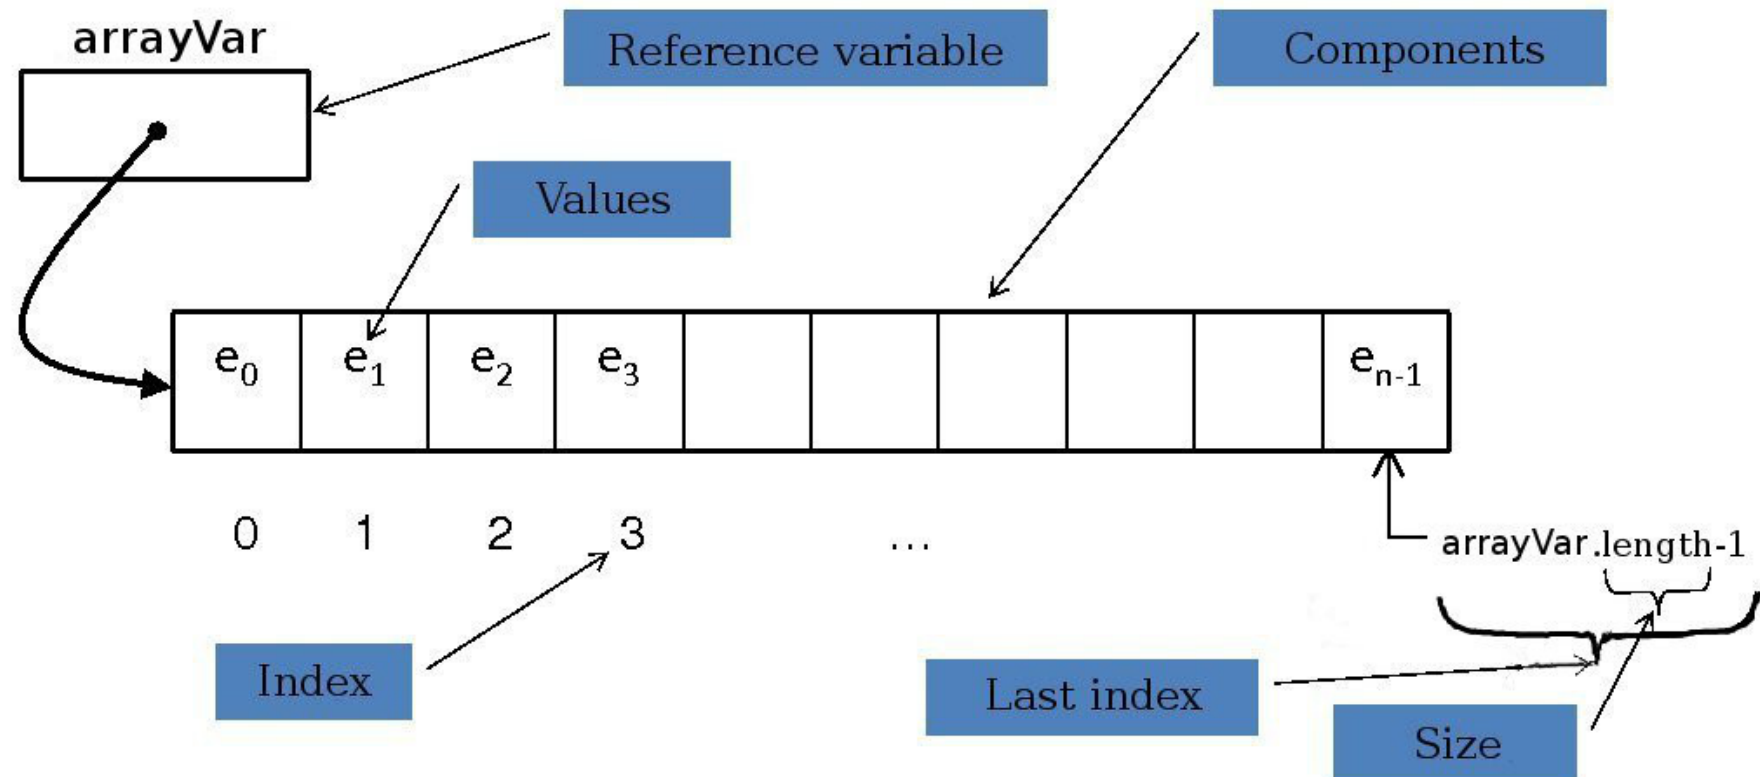 arrayVar
Reference variable
Components
Values
e0 e1 e2 e3 en-1
0 1 2 3 ...
arrayVar.length-1
Index
Last index
Size